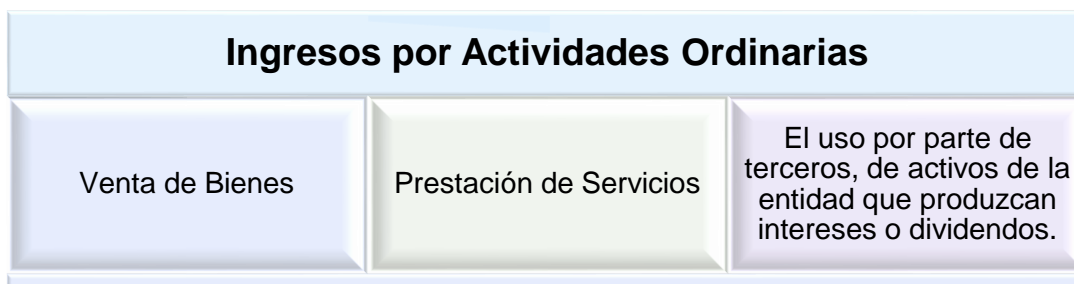 Ingresos por Actividades Ordinarias
Venta de Bienes
Prestación de Servicios
El uso por parte de
terceros, de activos de la
entidad que produzcan
intereses o dividendos.